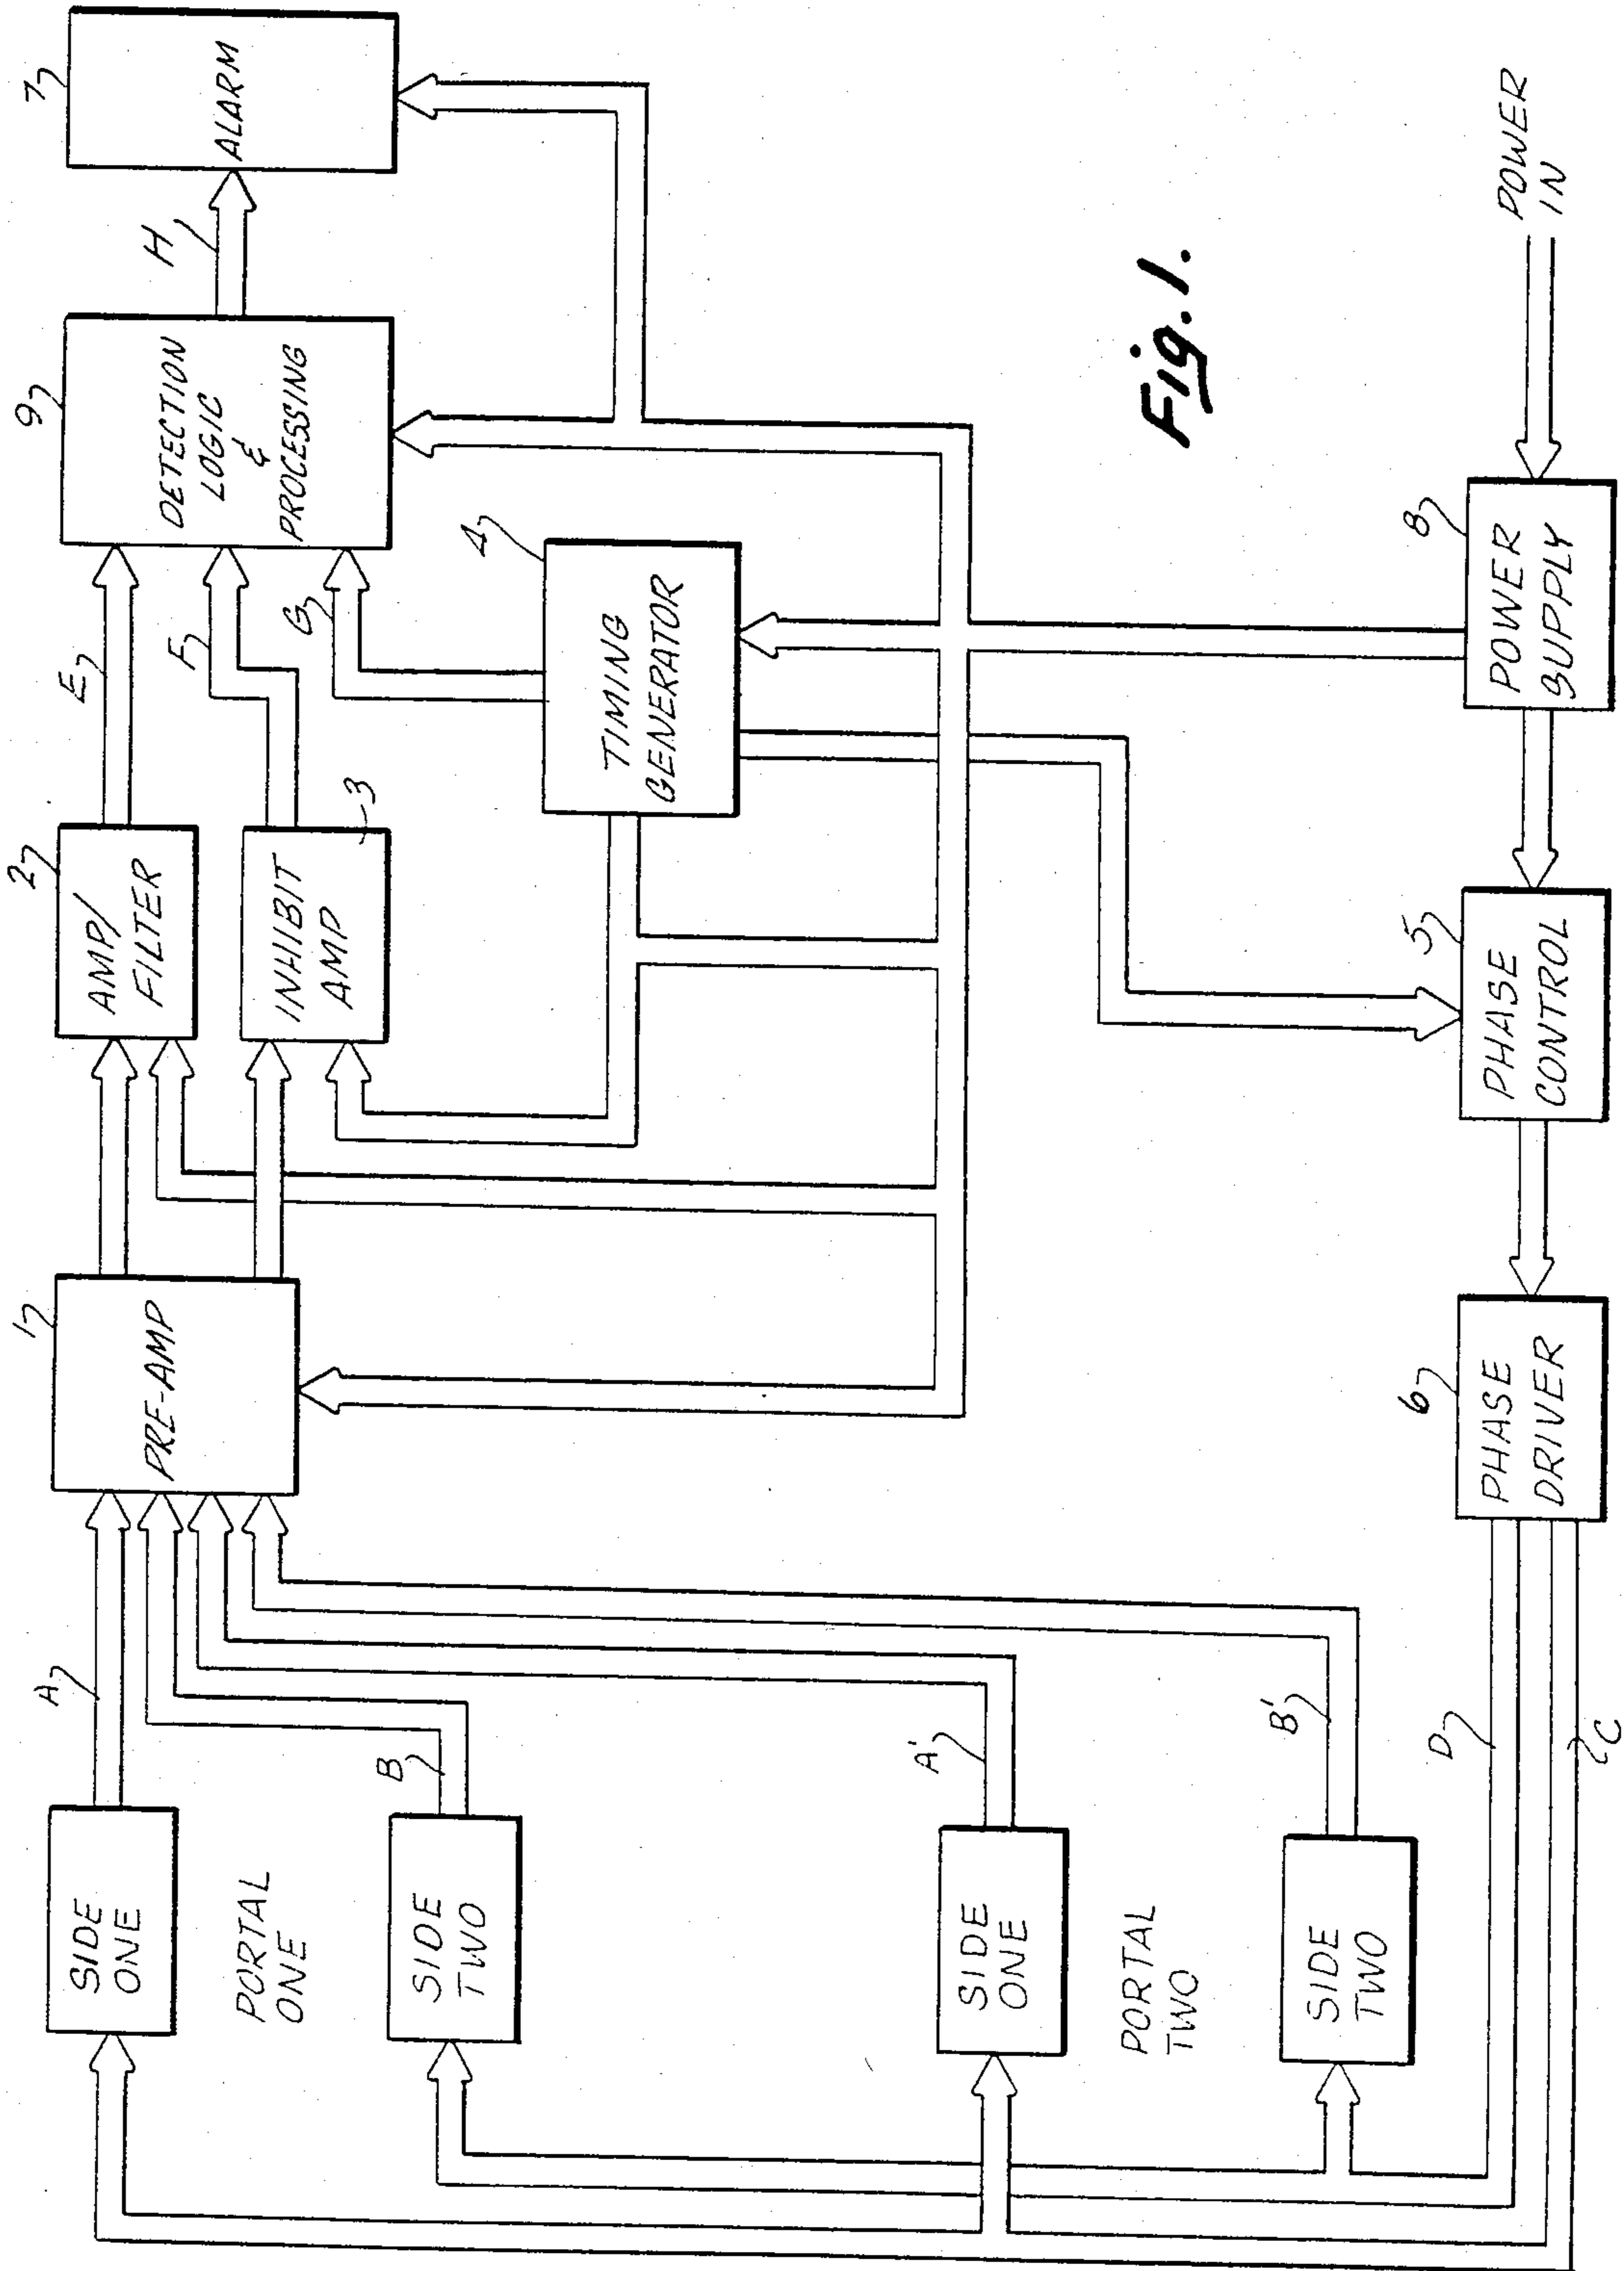 A
1
PRE-AMP
2
AMP/
FILTER
E
9
DETECTION
LOGIC
&
PROCESSING
H
7
ALARM
SIDE
ONE
PORTAL
ONE
SIDE
TWO
B
INHIBIT
AMP
3
F
G
4
TIMING
GENERATOR
SIDE
ONE
A'
PORTAL
TWO
SIDE
TWO
B'
Fig. 1.
D
C
6
PHASE
DRIVER
5
PHASE
CONTROL
8
POWER
SUPPLY
POWER
IN